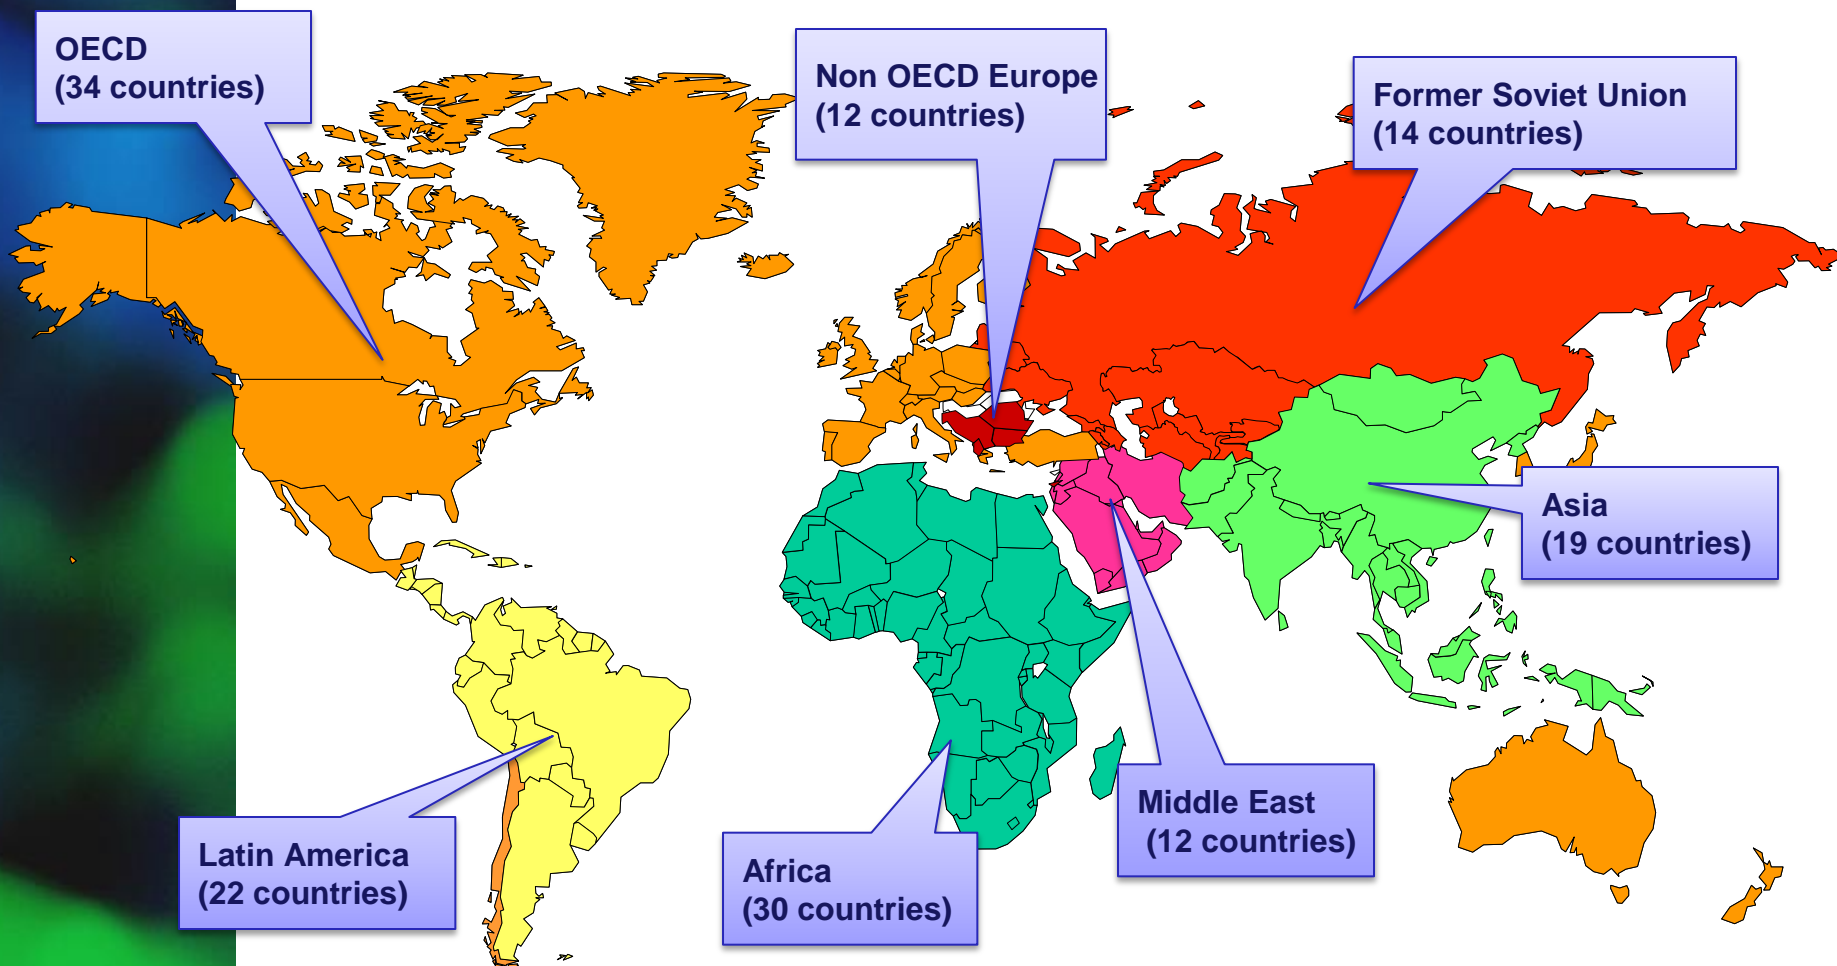 OECD
(34 countries)
Non OECD Europe
(12 countries)
Former Soviet Union
(14 countries)
Asia
(19 countries)
Middle East
(12 countries)
Latin America
(22 countries)
Africa
(30 countries)